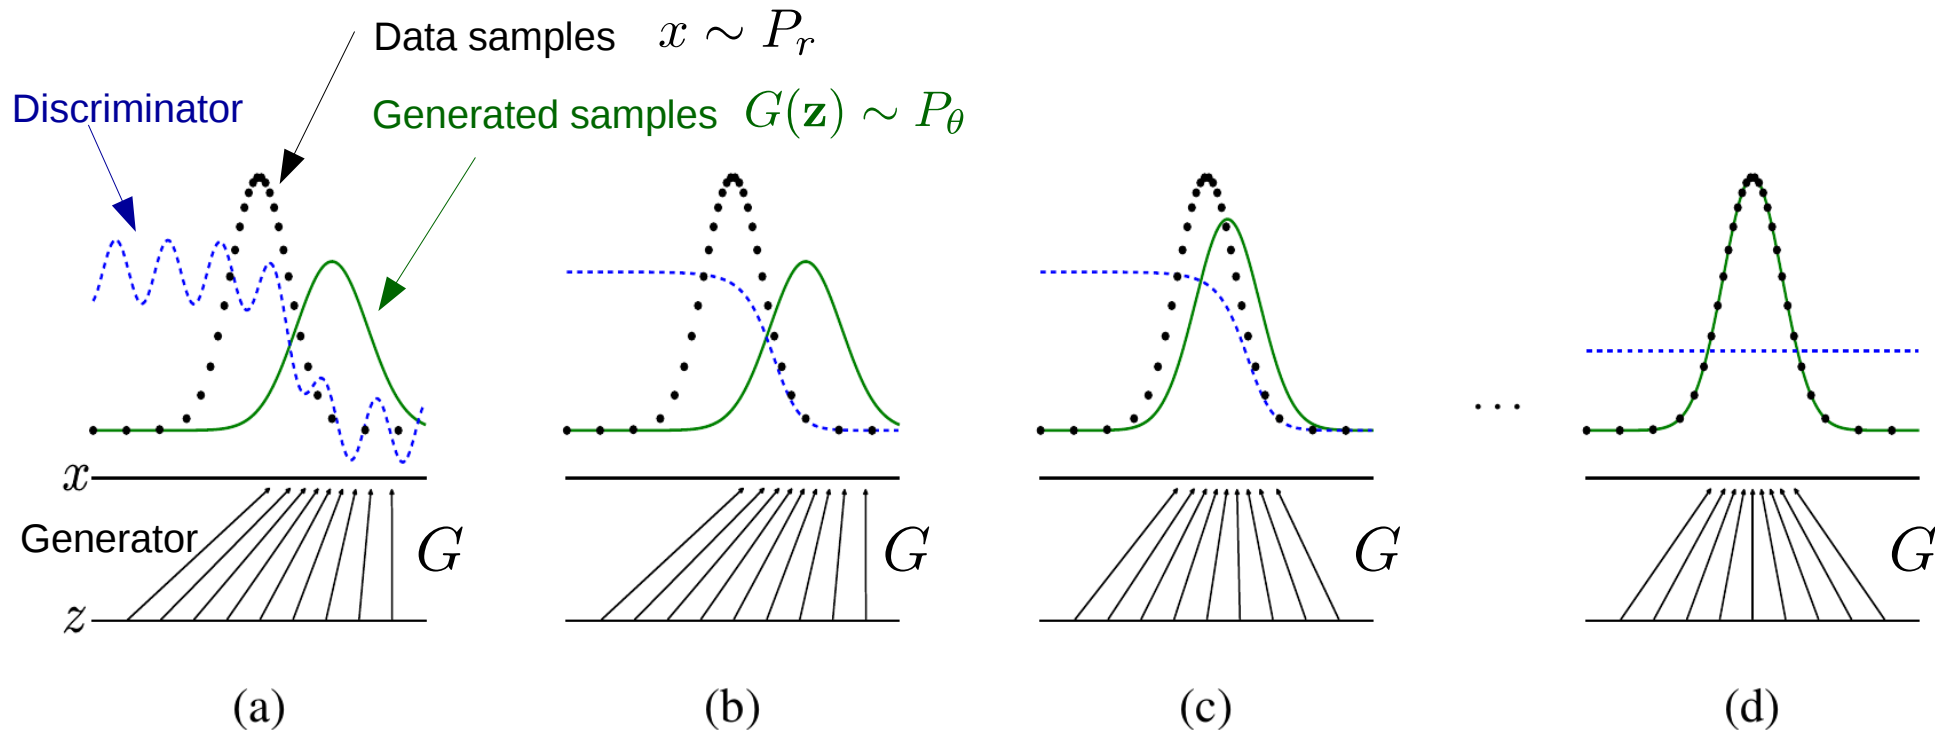 Data samples x ∼ P_r
Discriminator
Generated samples G(z) ∼ P_θ
. . .
x
Generator G G G G
z
(a) (b) (c) (d)